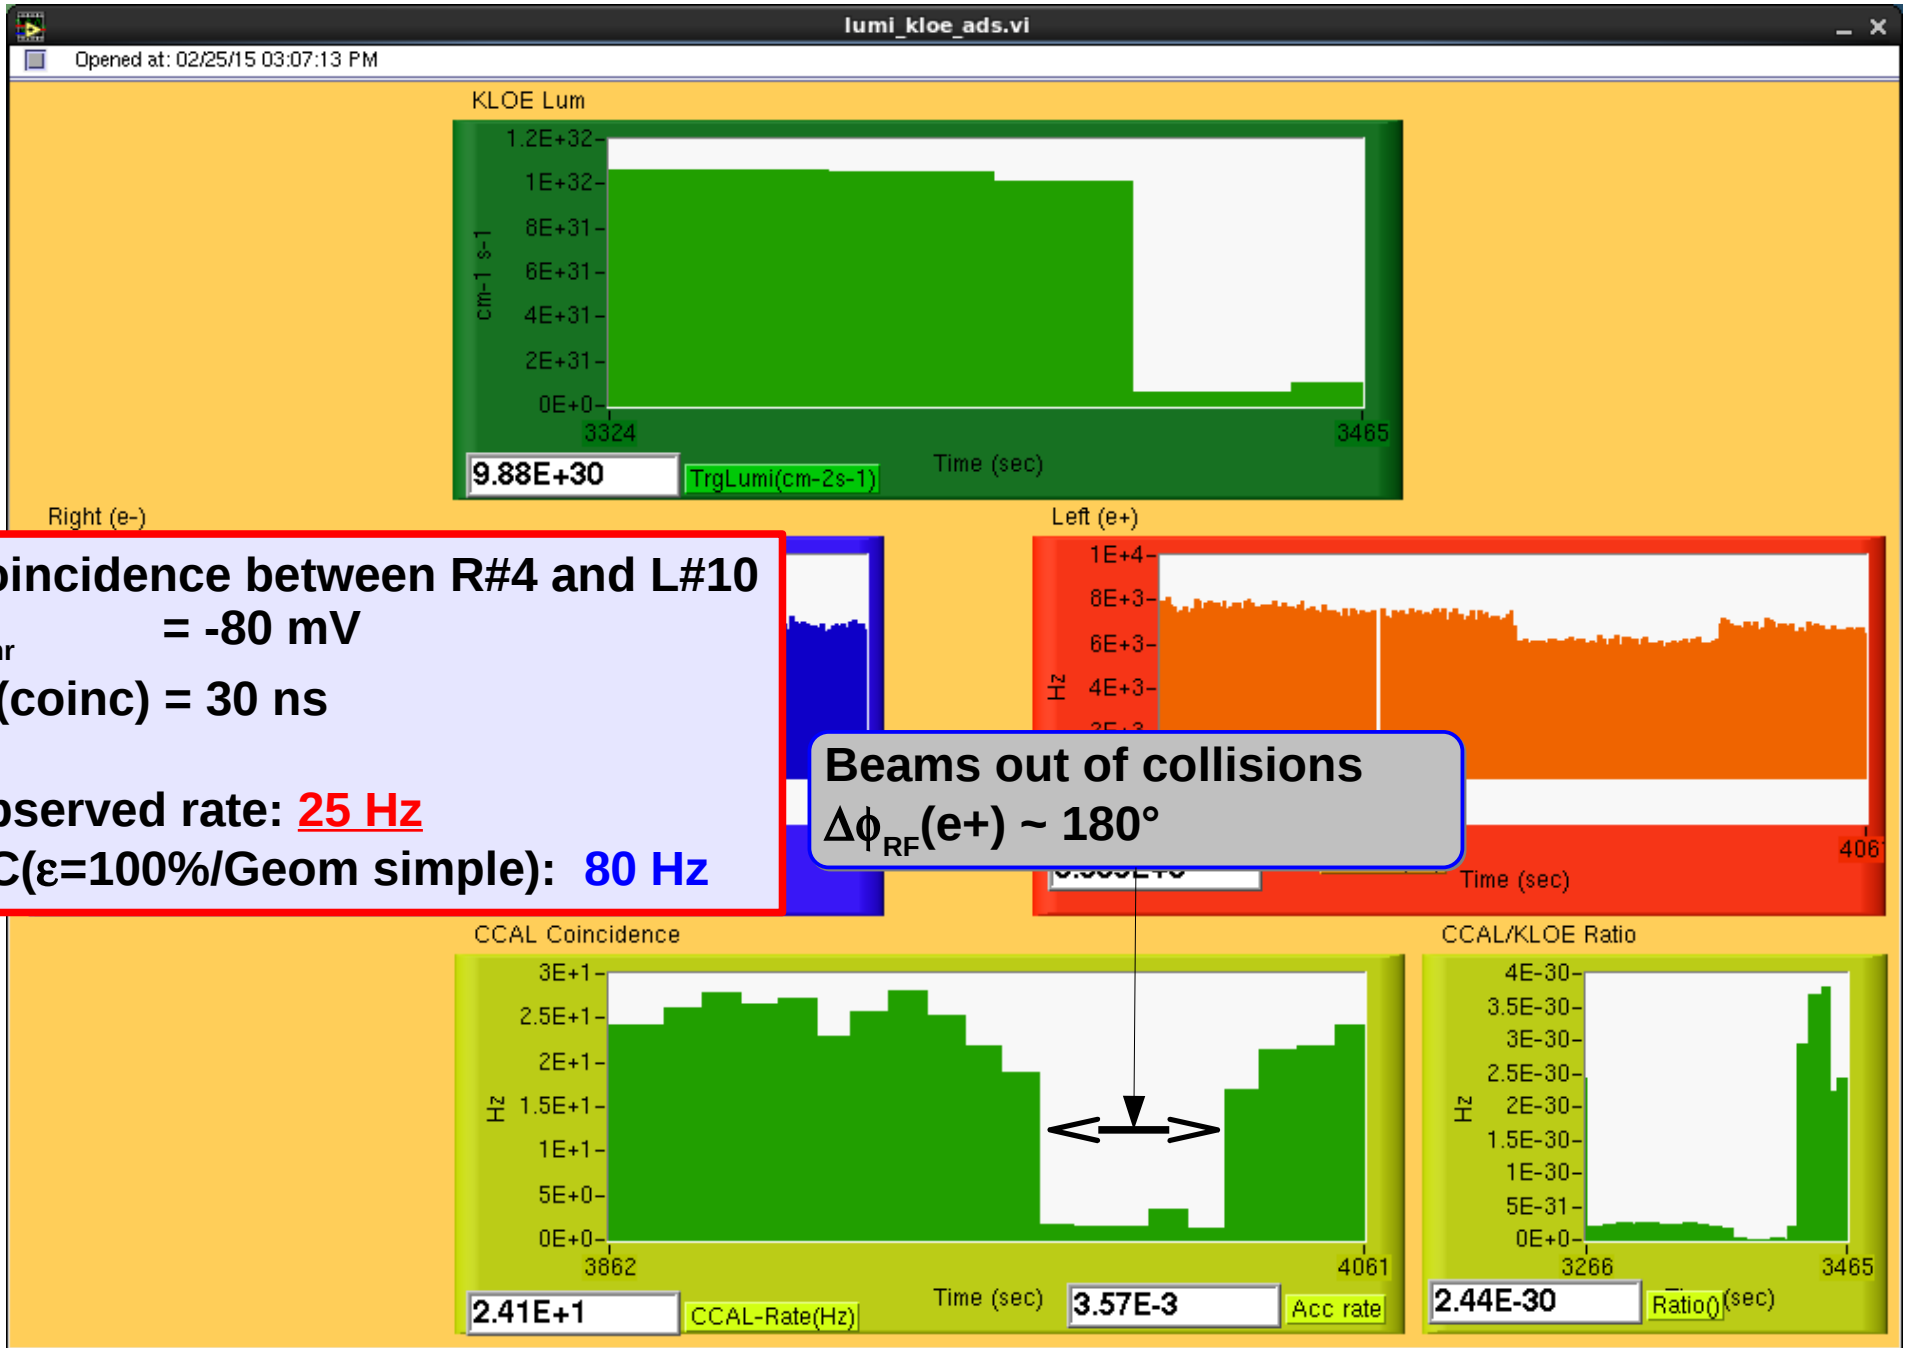 lumi_kloe_ads.vi
Opened at: 02/25/15 03:07:13 PM
KLOE Lum
1.2E+32
1E+32
8E+31
6E+31
4E+31
2E+31
0E+0
cm-1 s-1
3324
3465
Time (sec)
9.88E+30
TrgLumi(cm-2s-1)
Right (e-)
oincidence between R#4 and L#10
= -80 mV
(coinc) = 30 ns
oserved rate: 25 Hz
C(ε=100%/Geom simple): 80 Hz
Left (e+)
1E+4
8E+3
6E+3
4E+3
Hz
406
Time (sec)
Beams out of collisions
ΔϕRF(e+) ~ 180°
CCAL Coincidence
3E+1
2.5E+1
2E+1
1.5E+1
1E+1
5E+0
0E+0
Hz
3862
4061
Time (sec)
2.41E+1
CCAL-Rate(Hz)
3.57E-3
Acc rate
CCAL/KLOE Ratio
4E-30
3.5E-30
3E-30
2.5E-30
2E-30
1.5E-30
1E-30
5E-31
0E+0
Hz
3266
3465
2.44E-30
Ratio()
(sec)